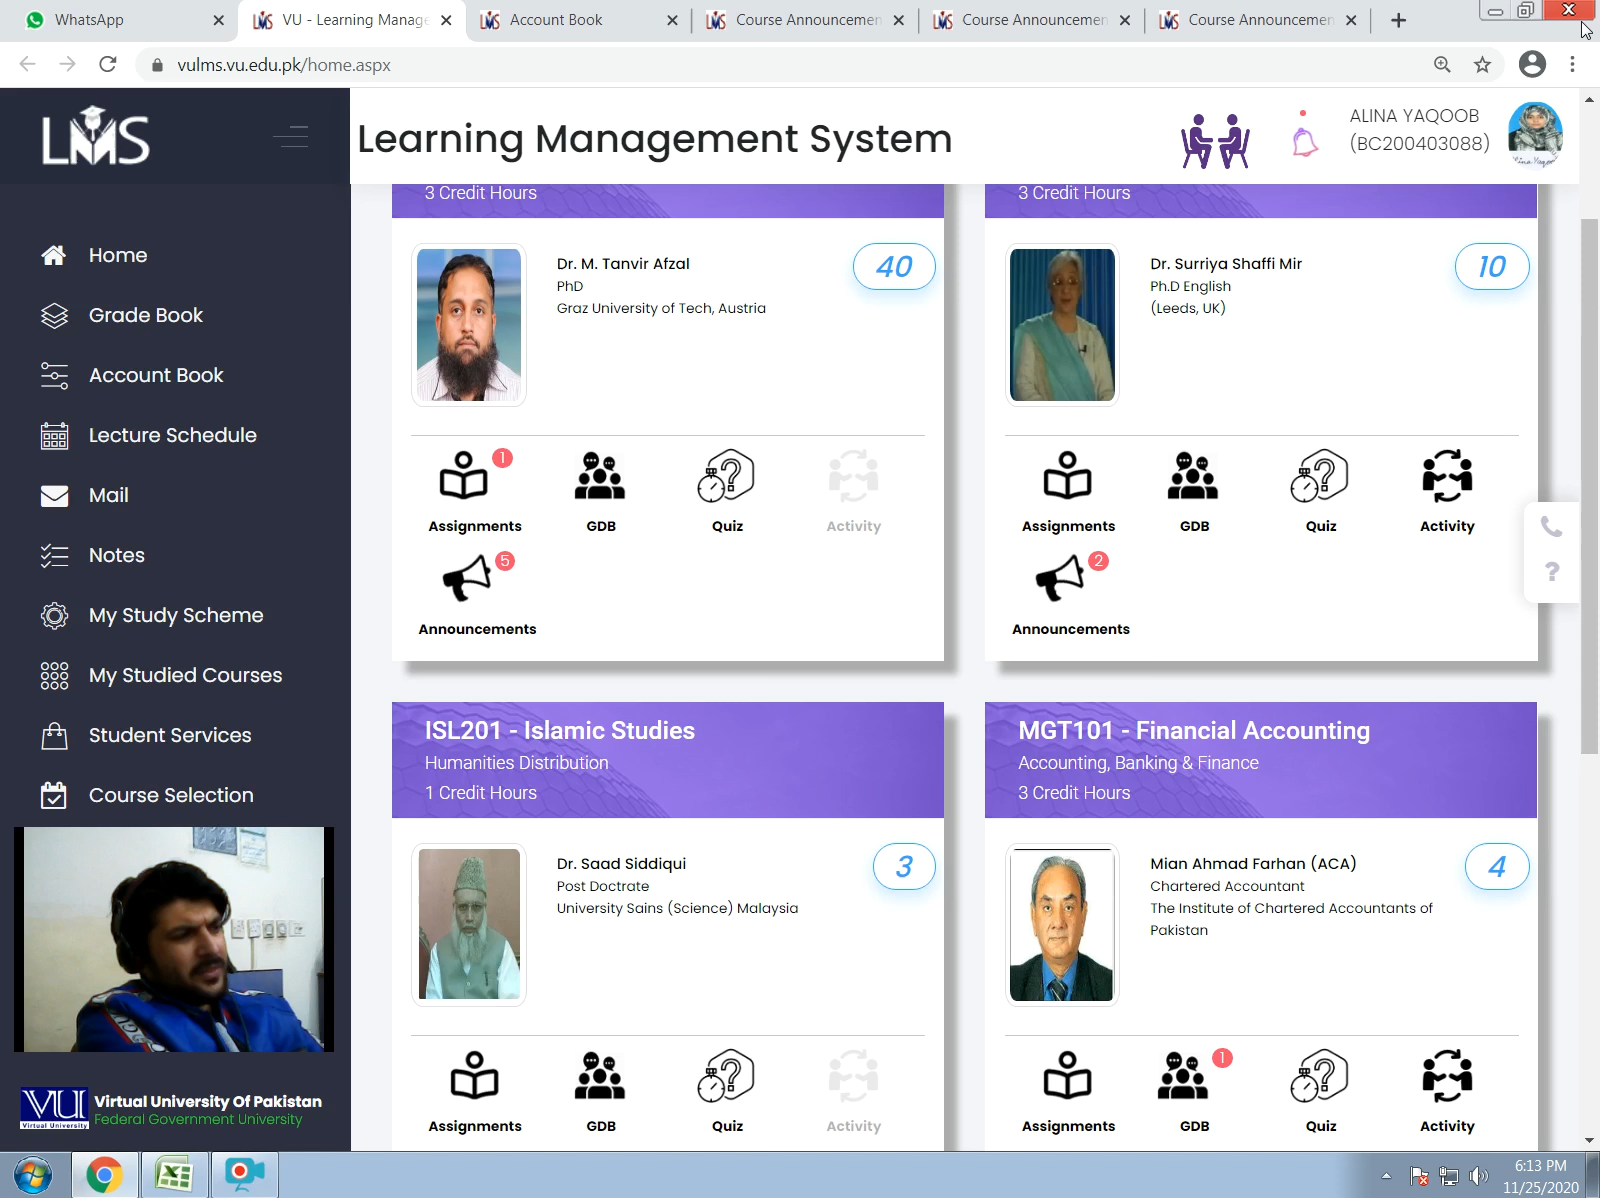 WhatsApp
VU - Learning Manage
Account Book
Course Announcemen
Course Announcemen
Course Announcemen
vulms.vu.edu.pk/home.aspx
LMS
Learning Management System
ALINA YAQOOB
(BC200403088)
Home
Grade Book
Account Book
Lecture Schedule
Mail
Notes
My Study Scheme
My Studied Courses
Student Services
Course Selection
VU
Virtual University
Virtual University Of Pakistan
Federal Government University
3 Credit Hours
Dr. M. Tanvir Afzal
PhD
Graz University of Tech, Austria
40
1
Assignments
GDB
Quiz
Activity
5
Announcements
3 Credit Hours
Dr. Surriya Shaffi Mir
Ph.D English
(Leeds, UK)
10
Assignments
GDB
Quiz
Activity
2
Announcements
ISL201 - Islamic Studies
Humanities Distribution
1 Credit Hours
Dr. Saad Siddiqui
Post Doctrate
University Sains (Science) Malaysia
3
Assignments
GDB
Quiz
Activity
MGT101 - Financial Accounting
Accounting, Banking & Finance
3 Credit Hours
Mian Ahmad Farhan (ACA)
Chartered Accountant
The Institute of Chartered Accountants of
Pakistan
4
1
Assignments
GDB
Quiz
Activity
6:13 PM
11/25/2020